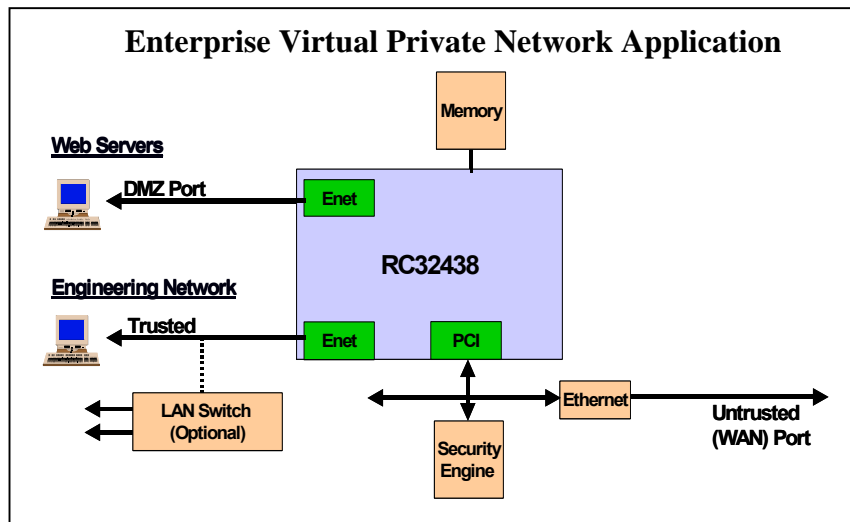 Enterprise Virtual Private Network Application
Memory
Web Servers
DMZ Port
Enet
RC32438
Engineering Network
Trusted
Enet
PCI
LAN Switch
(Optional)
Ethernet
Untrusted
(WAN) Port
Security
Engine